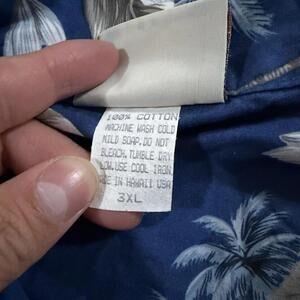 100% COTTON
MACHINE WASH COLD
MILD SOAP. DO NOT
BLEACH. TUMBLE DRY
LOW. USE COOL IRON.
MADE IN HAWAII USA
3XL